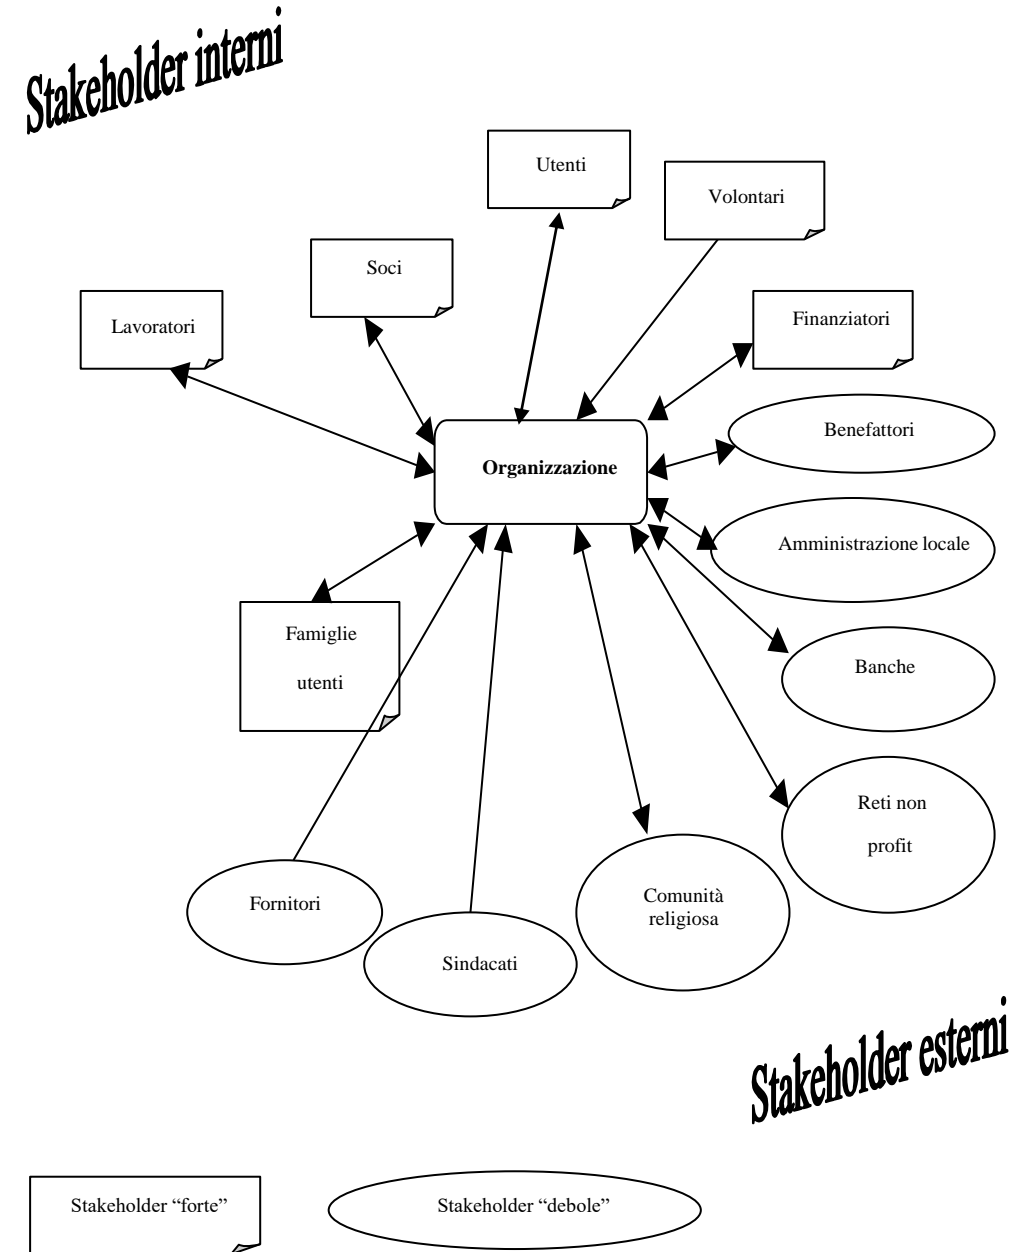 Stakeholder interni
Utenti
Volontari
Soci
Lavoratori
Finanziatori
Benefattori
Organizzazione
Amministrazione locale
Famiglie
utenti
Banche
Reti non
profit
Comunità
religiosa
Fornitori
Sindacati
Stakeholder esterni
Stakeholder “forte”
Stakeholder “debole”